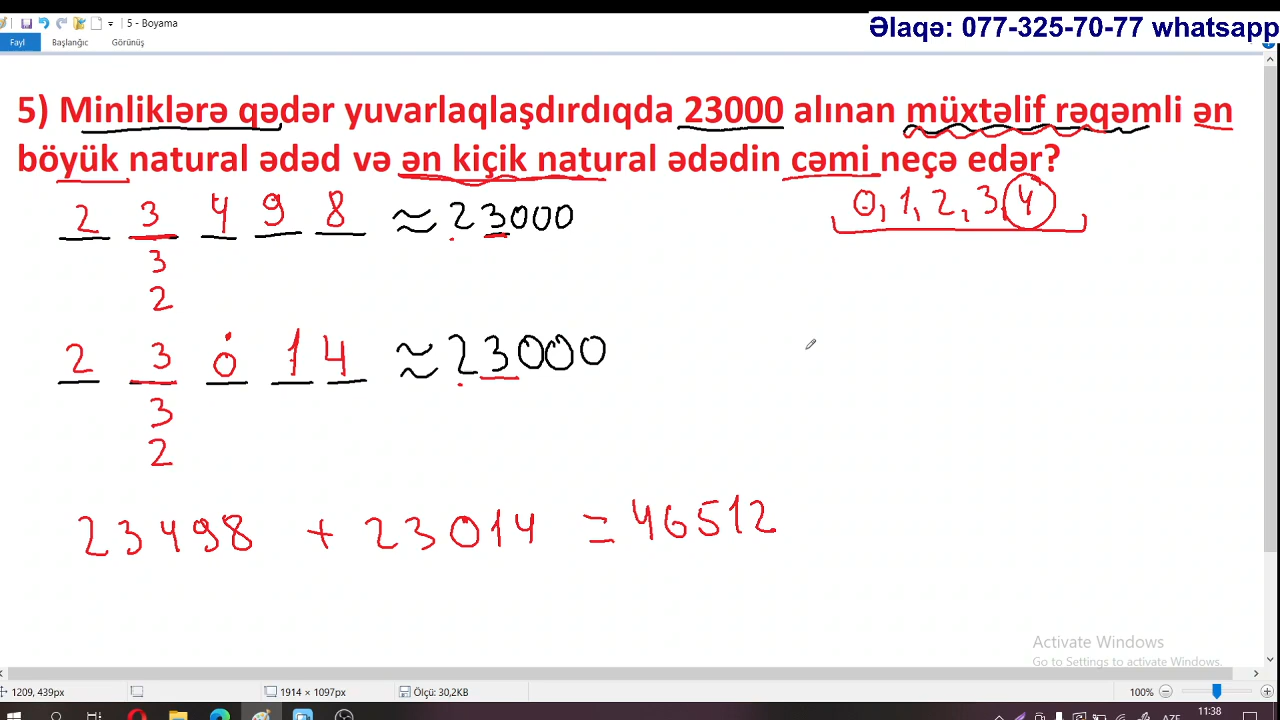 5 - Boyama
Əlaqə: 077-325-70-77 whatsapp
Fayl Başlanğıc Görünüş
5) Minliklərə qədər yuvarlaqlaşdırdıqda 23000 alınan müxtəlif rəqəmli ən
böyük natural ədəd və ən kiçik natural ədədin cəmi neçə edər?
2 3 4 9 8 ≈ 23000
0, 1, 2, 3, 4
3
2
2 3 0 1 4 ≈ 23000
3
2
23498 + 23014 = 46512
Activate Windows
Go to Settings to activate Windows.
1209, 439px 1914 × 1097px Ölçü: 30,2KB 100%
AZE 11:38